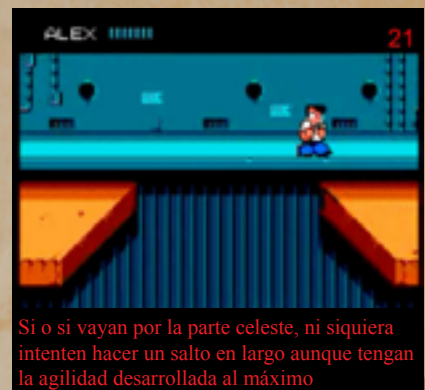 ALEX
21
Si o si vayan por la parte celeste, ni siquiera
intenten hacer un salto en largo aunque tengan
la agilidad desarrollada al máximo